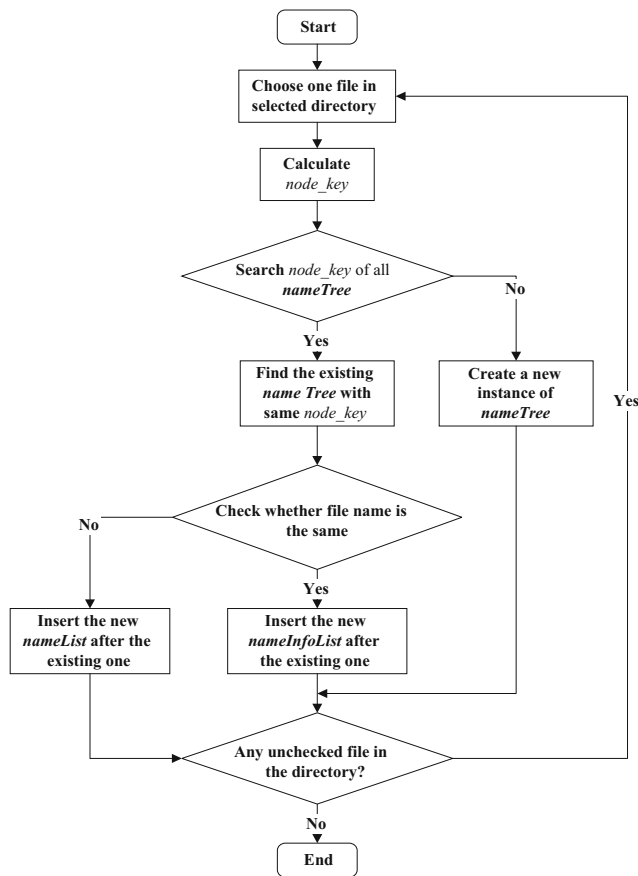 Start
Choose one file in
selected directory
Calculate
node_key
Search node_key of all
nameTree
No
Yes
Find the existing
name Tree with
same node_key
Create a new
instance of
nameTree
Yes
Check whether file name is
the same
No
Yes
Insert the new
nameList after the
existing one
Insert the new
nameInfoList after
the existing one
Any unchecked file in
the directory?
No
End